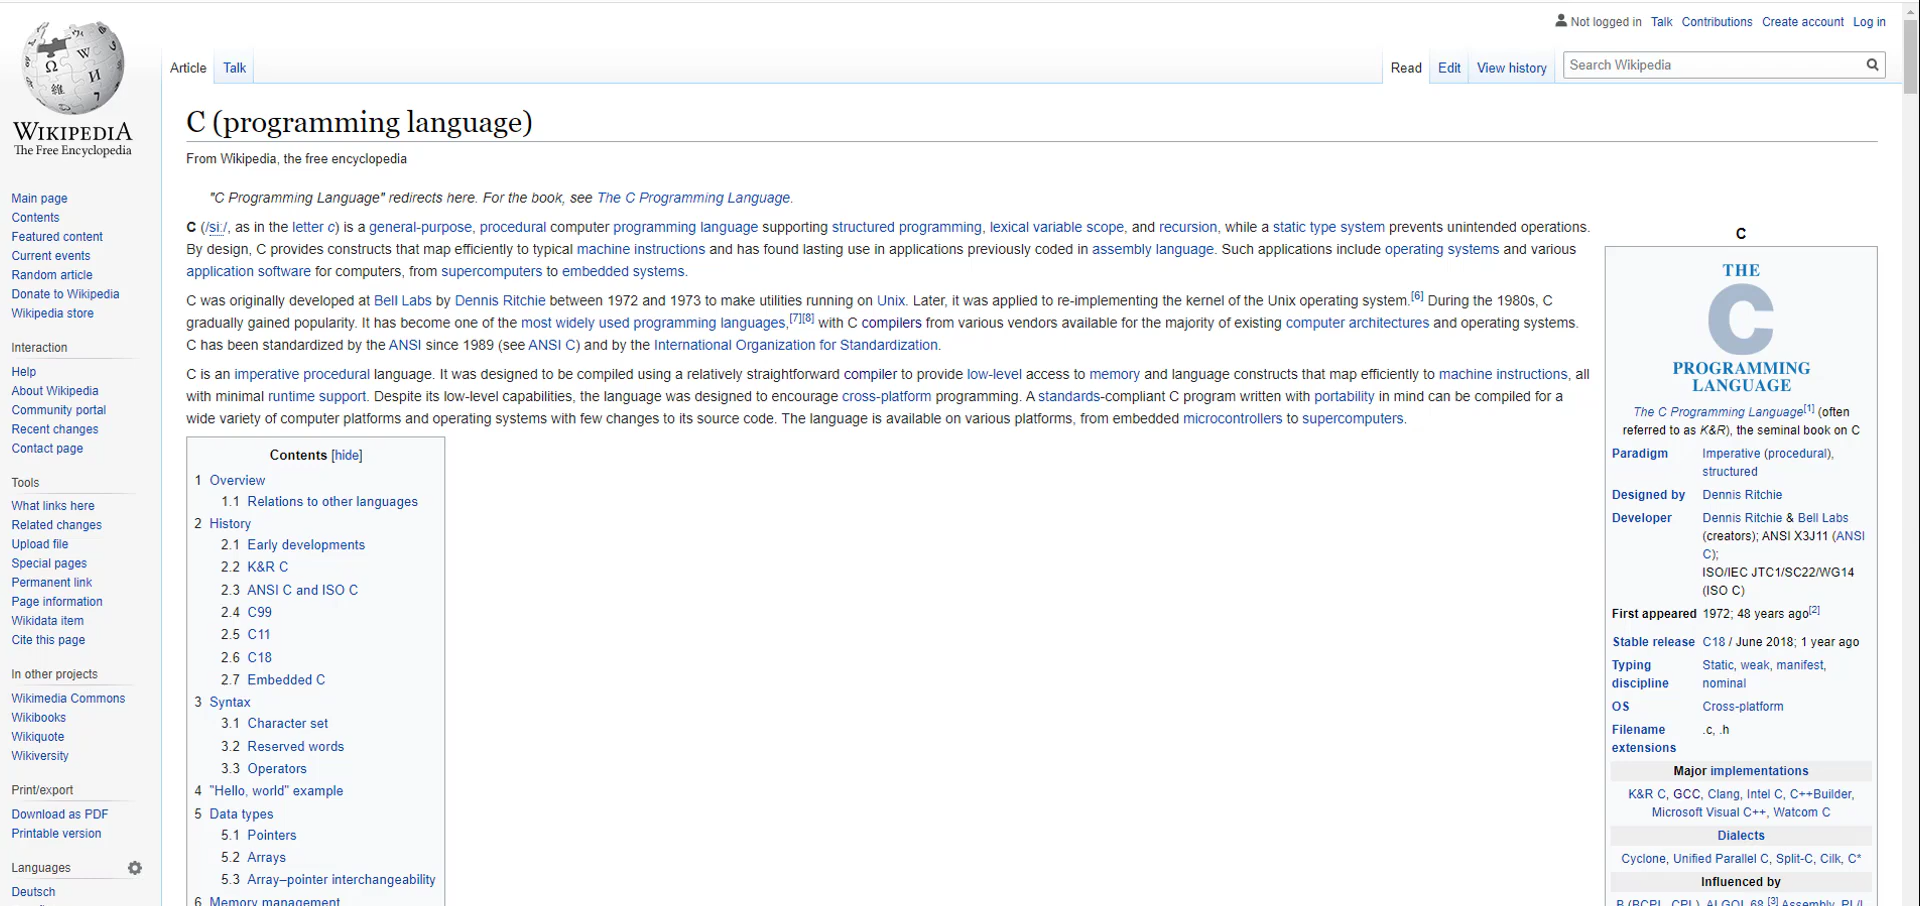 Not logged in Talk Contributions Create account Log in
Article Talk
Read Edit View history Search Wikipedia
WIKIPEDIA
The Free Encyclopedia
Main page
Contents
Featured content
Current events
Random article
Donate to Wikipedia
Wikipedia store
Interaction
Help
About Wikipedia
Community portal
Recent changes
Contact page
Tools
What links here
Related changes
Upload file
Special pages
Permanent link
Page information
Wikidata item
Cite this page
In other projects
Wikimedia Commons
Wikibooks
Wikiquote
Wikiversity
Print/export
Download as PDF
Printable version
Languages
Deutsch
C (programming language)
From Wikipedia, the free encyclopedia
"C Programming Language" redirects here. For the book, see The C Programming Language.
C (/siː/, as in the letter c) is a general-purpose, procedural computer programming language supporting structured programming, lexical variable scope, and recursion, while a static type system prevents unintended operations.
By design, C provides constructs that map efficiently to typical machine instructions and has found lasting use in applications previously coded in assembly language. Such applications include operating systems and various
application software for computers, from supercomputers to embedded systems.
C was originally developed at Bell Labs by Dennis Ritchie between 1972 and 1973 to make utilities running on Unix. Later, it was applied to re-implementing the kernel of the Unix operating system.[6] During the 1980s, C
gradually gained popularity. It has become one of the most widely used programming languages,[7][8] with C compilers from various vendors available for the majority of existing computer architectures and operating systems.
C has been standardized by the ANSI since 1989 (see ANSI C) and by the International Organization for Standardization.
C is an imperative procedural language. It was designed to be compiled using a relatively straightforward compiler to provide low-level access to memory and language constructs that map efficiently to machine instructions, all
with minimal runtime support. Despite its low-level capabilities, the language was designed to encourage cross-platform programming. A standards-compliant C program written with portability in mind can be compiled for a
wide variety of computer platforms and operating systems with few changes to its source code. The language is available on various platforms, from embedded microcontrollers to supercomputers.
Contents [hide]
1 Overview
1.1 Relations to other languages
2 History
2.1 Early developments
2.2 K&R C
2.3 ANSI C and ISO C
2.4 C99
2.5 C11
2.6 C18
2.7 Embedded C
3 Syntax
3.1 Character set
3.2 Reserved words
3.3 Operators
4 "Hello, world" example
5 Data types
5.1 Pointers
5.2 Arrays
5.3 Array–pointer interchangeability
6 Memory management
C
THE
C
PROGRAMMING
LANGUAGE
The C Programming Language[1] (often
referred to as K&R), the seminal book on C
Paradigm Imperative (procedural),
structured
Designed by Dennis Ritchie
Developer Dennis Ritchie & Bell Labs
(creators); ANSI X3J11 (ANSI
C);
ISO/IEC JTC1/SC22/WG14
(ISO C)
First appeared 1972; 48 years ago[2]
Stable release C18 / June 2018; 1 year ago
Typing Static, weak, manifest,
discipline nominal
OS Cross-platform
Filename .c, .h
extensions
Major implementations
K&R C, GCC, Clang, Intel C, C++Builder,
Microsoft Visual C++, Watcom C
Dialects
Cyclone, Unified Parallel C, Split-C, Cilk, C*
Influenced by
B (BCPL, CPL), ALGOL 68,[3] Assembly, PL/I,